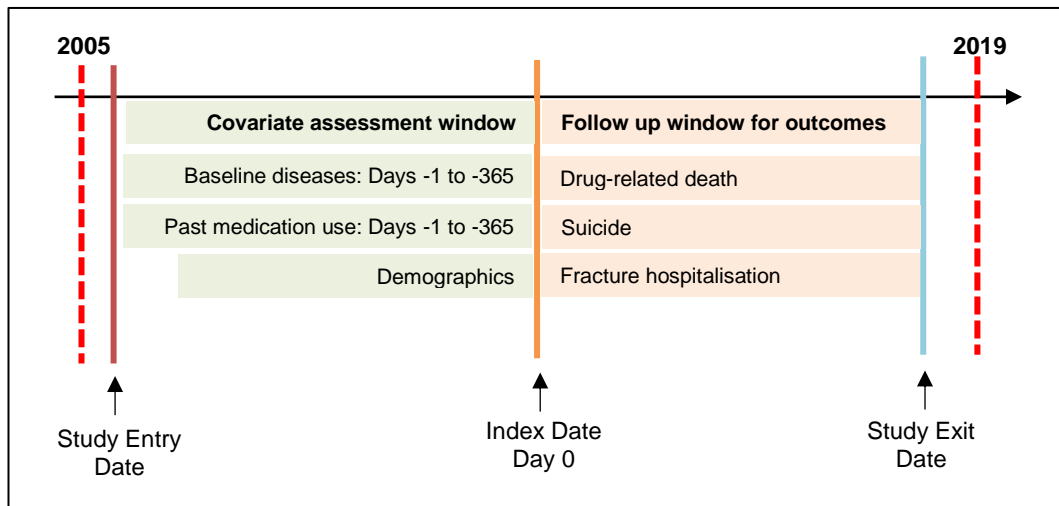 2005
2019
Covariate assessment window
Follow up window for outcomes
Baseline diseases: Days -1 to -365
Drug-related death
Past medication use: Days -1 to -365
Suicide
Demographics
Fracture hospitalisation
Study Entry
Date
Index Date
Day 0
Study Exit
Date